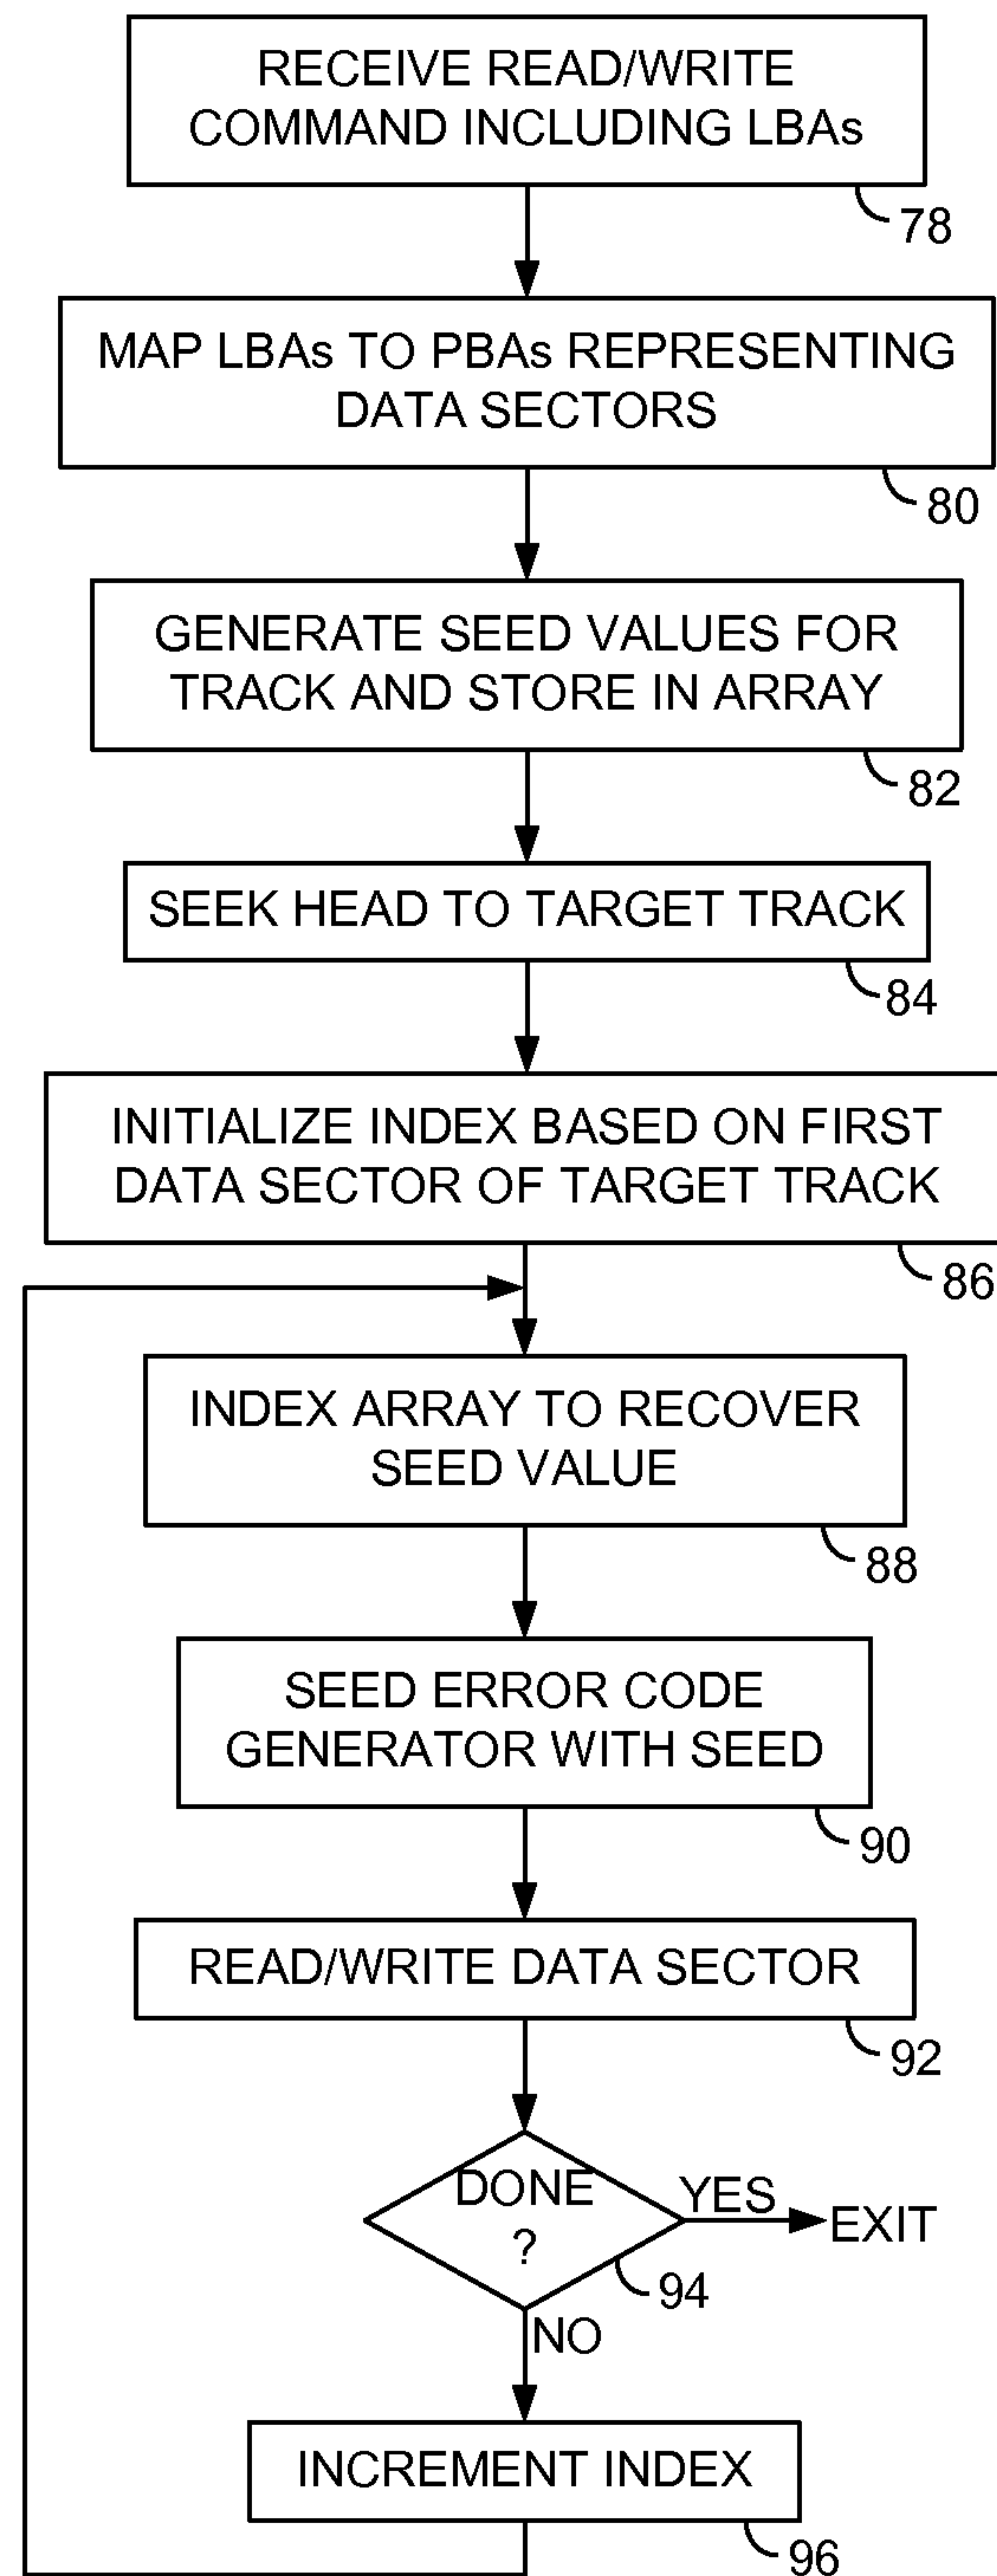 RECEIVE READ/WRITE
COMMAND INCLUDING LBAs
78
MAP LBAs TO PBAs REPRESENTING
DATA SECTORS
80
GENERATE SEED VALUES FOR
TRACK AND STORE IN ARRAY
82
SEEK HEAD TO TARGET TRACK
84
INITIALIZE INDEX BASED ON FIRST
DATA SECTOR OF TARGET TRACK
86
INDEX ARRAY TO RECOVER
SEED VALUE
88
SEED ERROR CODE
GENERATOR WITH SEED
90
READ/WRITE DATA SECTOR
92
DONE
?
YES
EXIT
94
NO
INCREMENT INDEX
96